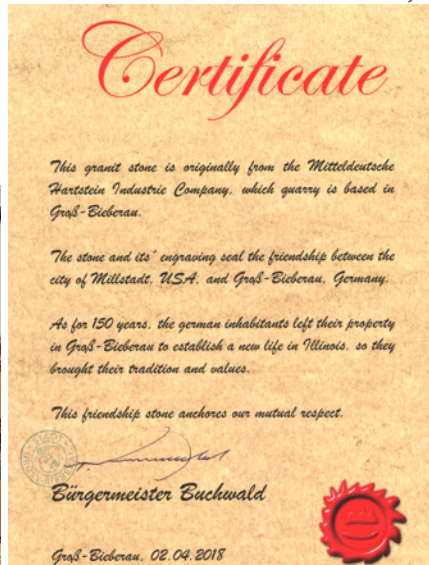 Certificate
This granit stone is originally from the Mitteldeutsche
Hartstein Industrie Company, which quarry is based in
Groß-Bieberau.
The stone and its' engraving seal the friendship between the
city of Millstadt, USA, and Groß-Bieberau, Germany.
As for 150 years, the german inhabitants left their property
in Groß-Bieberau to establish a new life in Illinois, so they
brought their tradition and values.
This friendship stone anchores our mutual respect.
Bürgermeister Buchwald
Groß-Bieberau, 02.04.2018